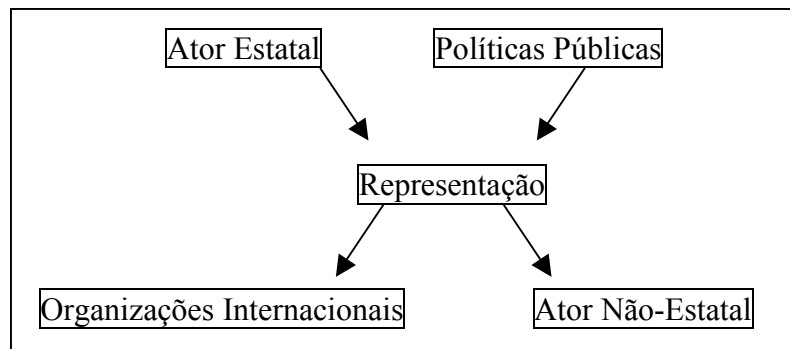 Ator Estatal
Políticas Públicas
Representação
Organizações Internacionais
Ator Não-Estatal